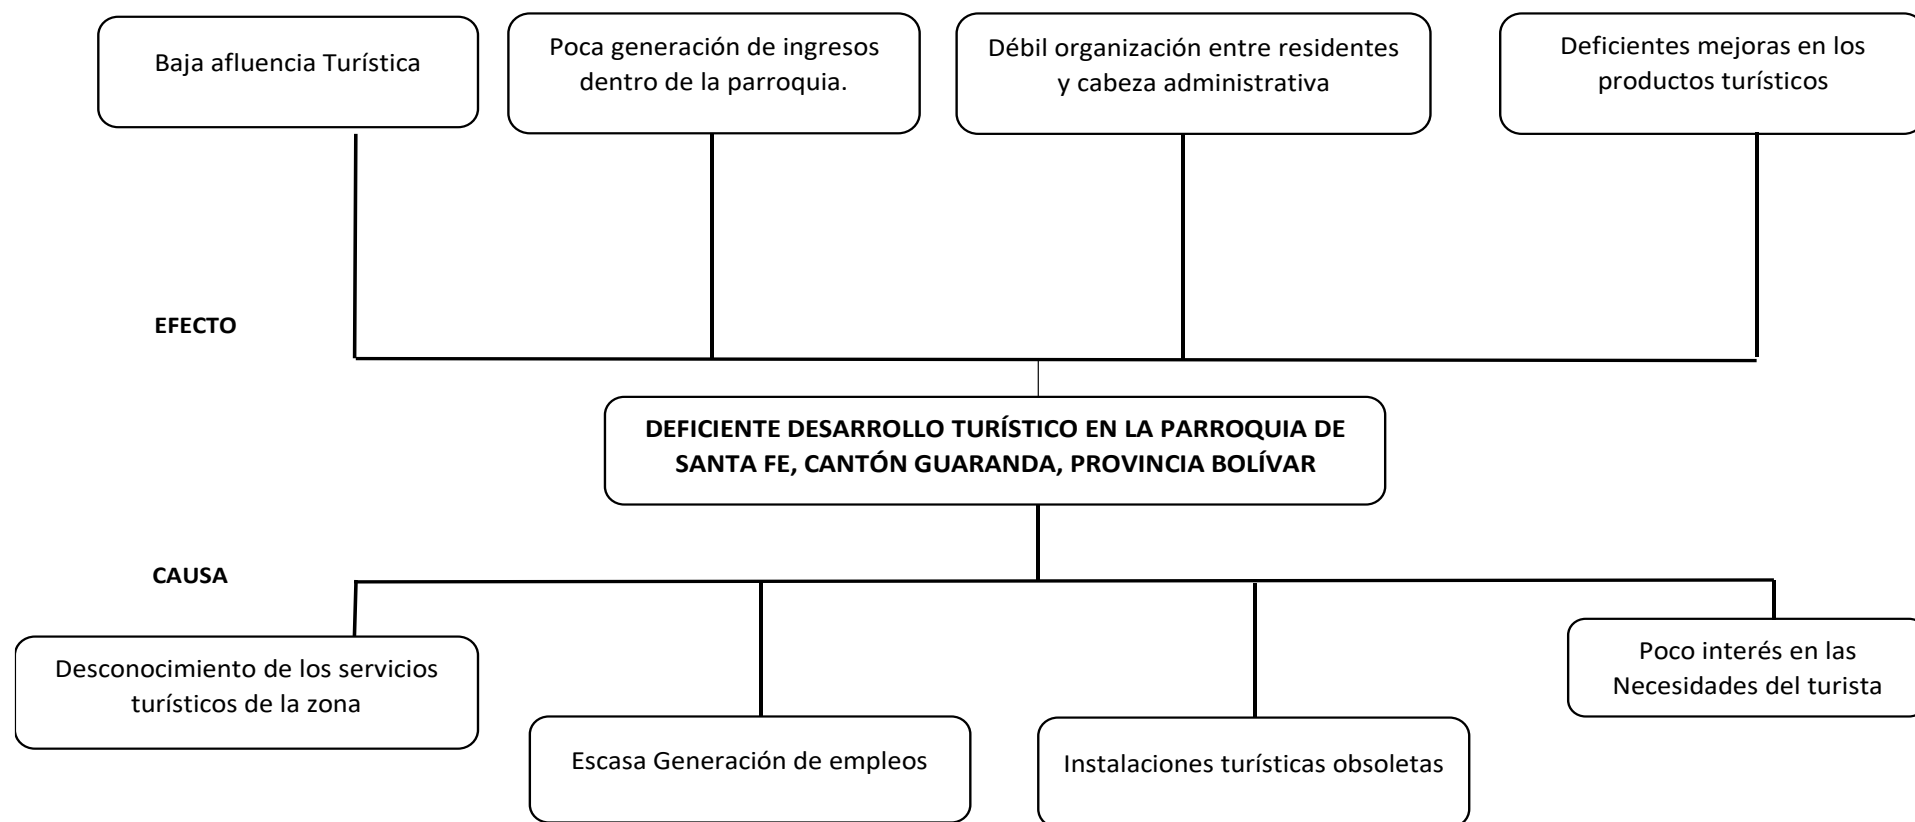 Baja afluencia Turística
Poca generación de ingresos
dentro de la parroquia.
Débil organización entre residentes
y cabeza administrativa
Deficientes mejoras en los
productos turísticos
EFECTO
DEFICIENTE DESARROLLO TURÍSTICO EN LA PARROQUIA DE
SANTA FE, CANTÓN GUARANDA, PROVINCIA BOLÍVAR
CAUSA
Desconocimiento de los servicios
turísticos de la zona
Escasa Generación de empleos
Instalaciones turísticas obsoletas
Poco interés en las
Necesidades del turista